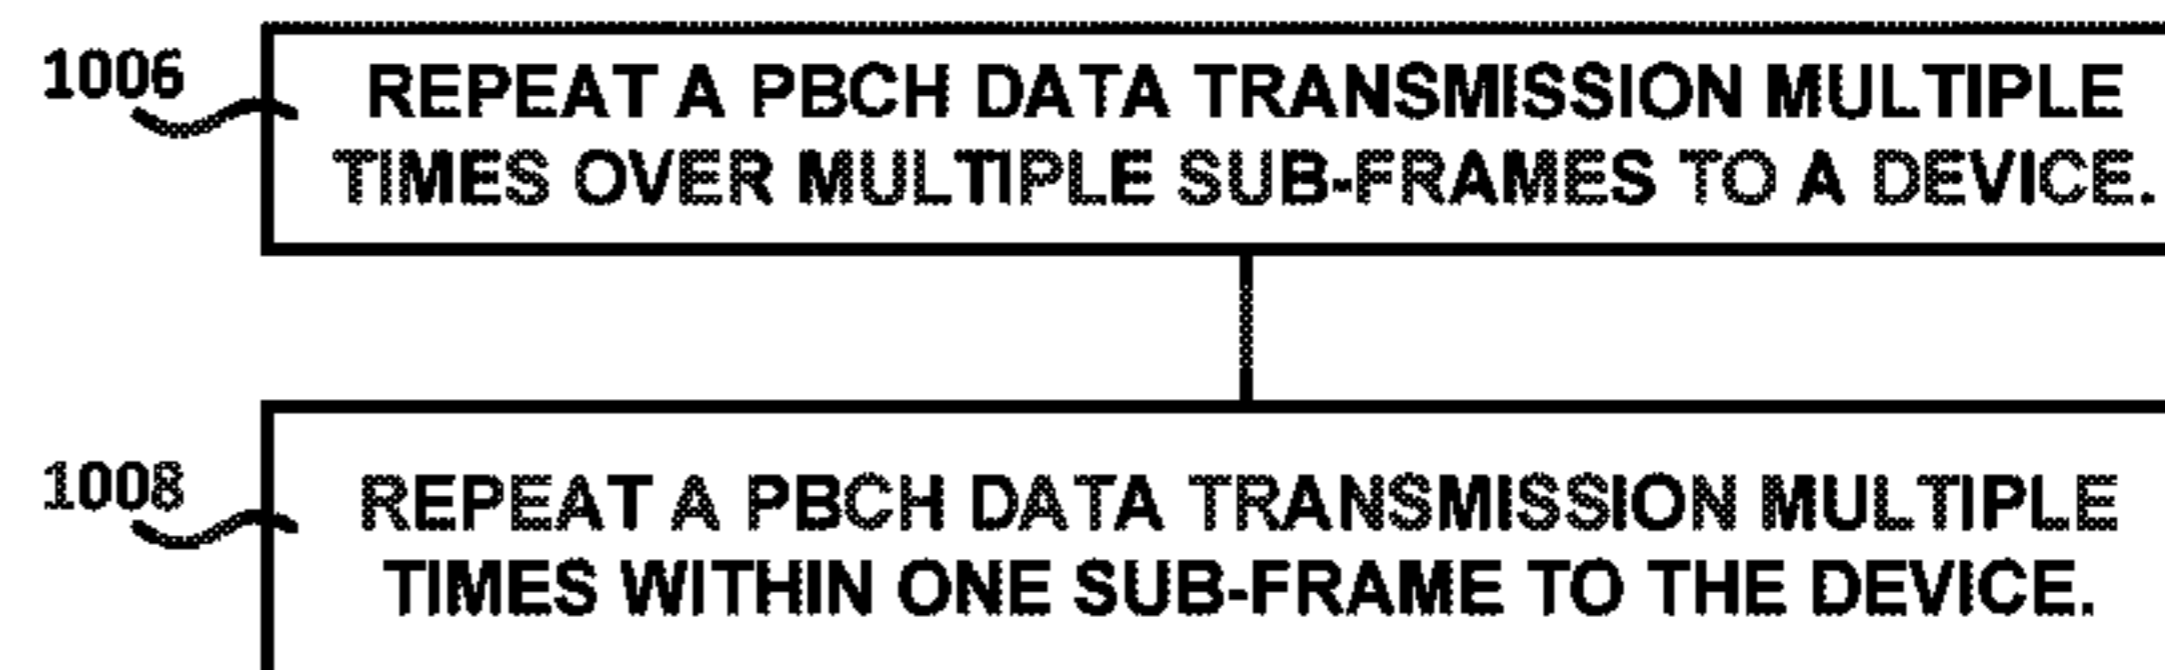 1006
REPEAT A PBCH DATA TRANSMISSION MULTIPLE
TIMES OVER MULTIPLE SUB-FRAMES TO A DEVICE.
1008
REPEAT A PBCH DATA TRANSMISSION MULTIPLE
TIMES WITHIN ONE SUB-FRAME TO THE DEVICE.